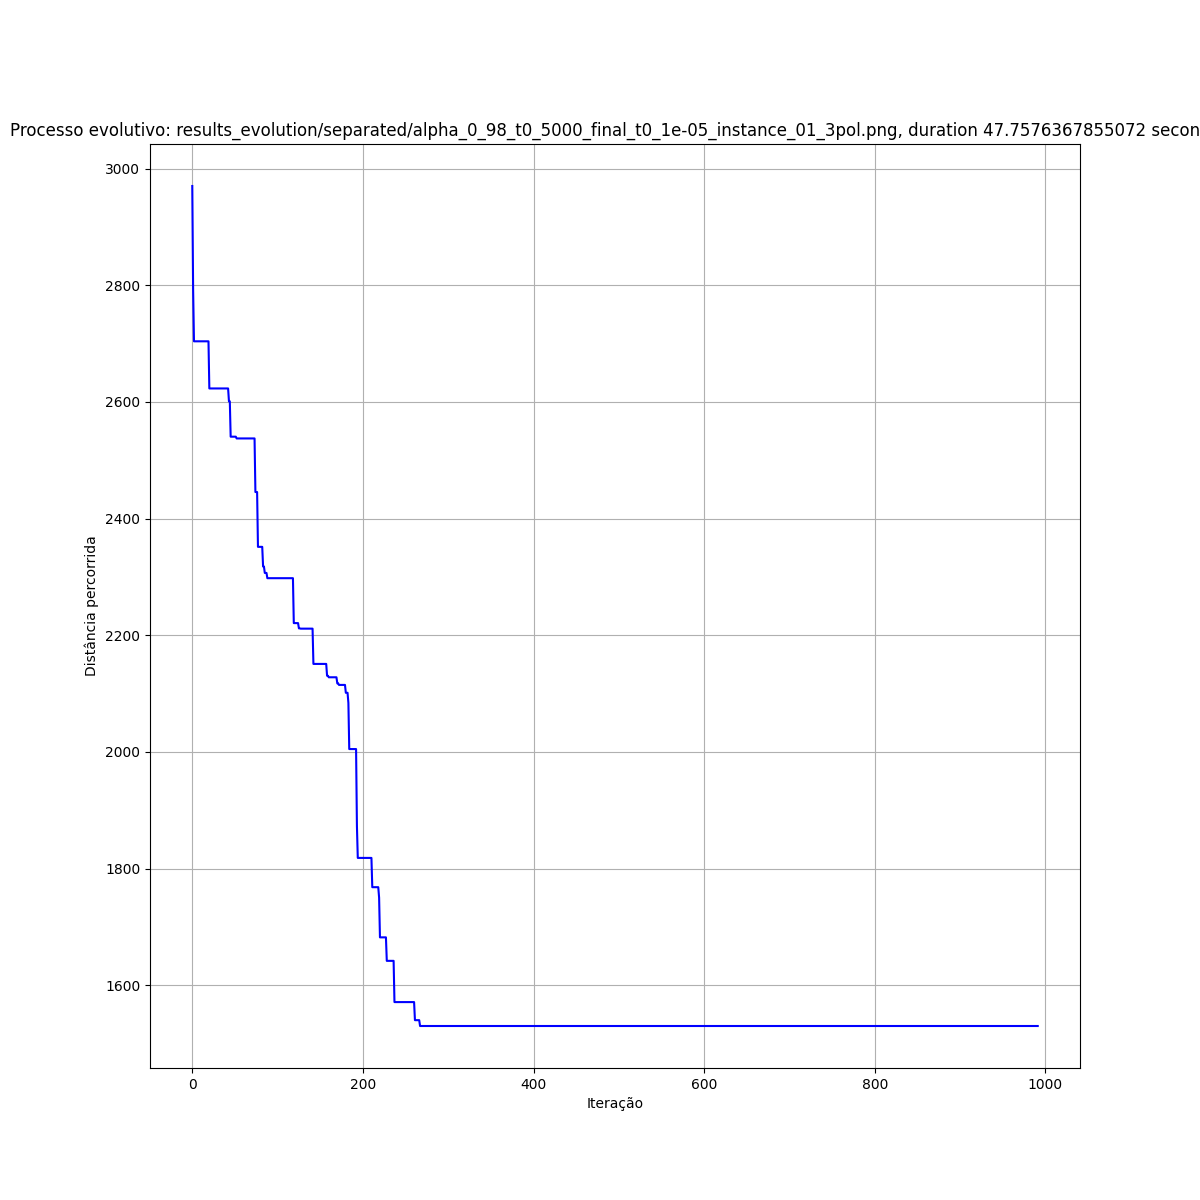 Processo evolutivo: results_evolution/separated/alpha_0_98_t0_5000_final_t0_1e-05_instance_01_3pol.png, duration 47.7576367855072 secon
3000
2800
2600
2400
2200
2000
1800
1600
Distância percorrida
0 200 400 600 800 1000
Iteração